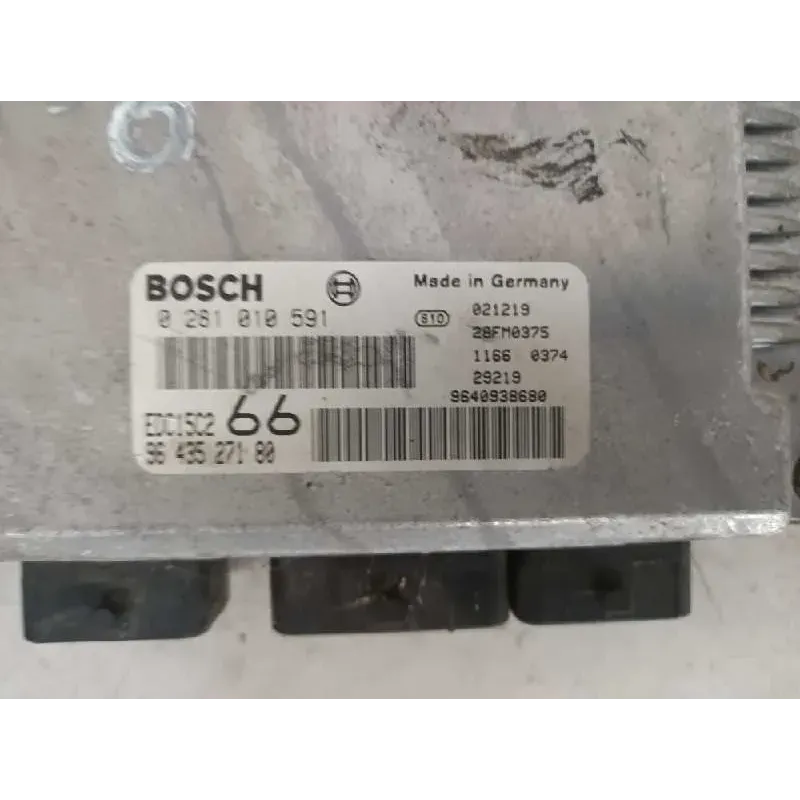 BOSCH
0 281 010 591
EDC15C2 66
96 435 271 80
Made in Germany
S10 021219
28FM0375
1166 0374
29219
9640938680